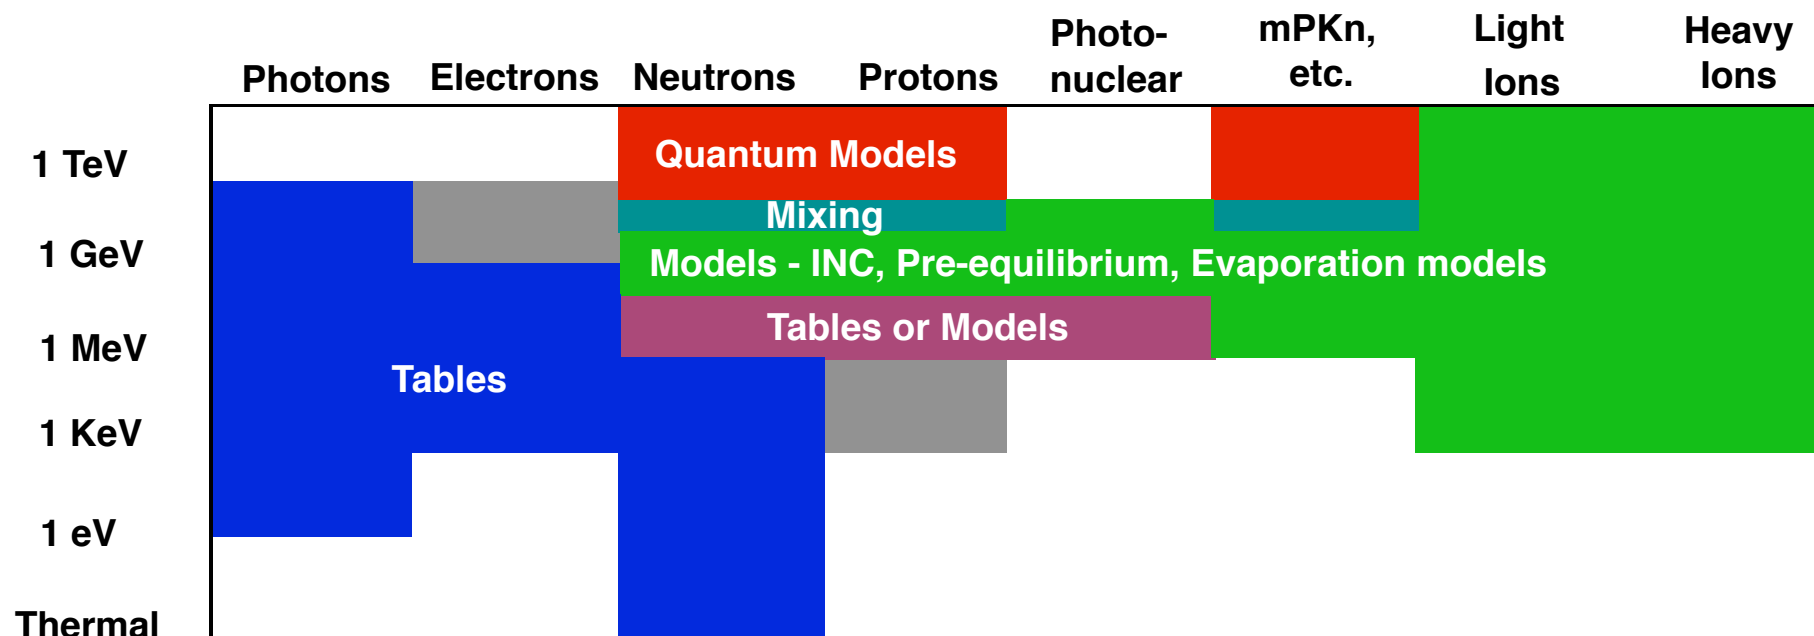 Photons
Electrons
Neutrons
Protons
Photo-
nuclear
mPKn,
etc.
Light
Ions
Heavy
Ions
1 TeV
Quantum Models
Mixing
1 GeV
Models - INC, Pre-equilibrium, Evaporation models
Tables or Models
1 MeV
Tables
1 KeV
1 eV
Thermal